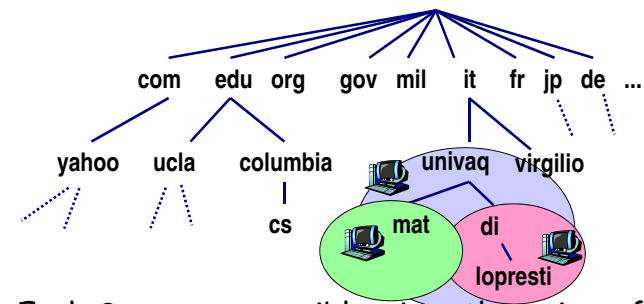 com edu org gov mil it fr jp de ...
yahoo ucla columbia univaq virgilio
cs mat di
lopresti